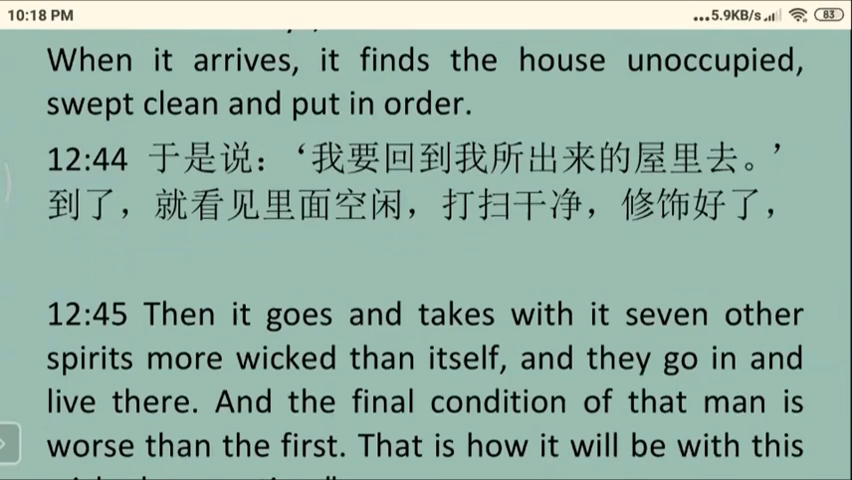 10:18 PM
...5.9KB/s
83
When it arrives, it finds the house unoccupied,
swept clean and put in order.
12:44 于是说：‘我要回到我所出来的屋里去。’
到了，就看见里面空闲，打扫干净，修饰好了，
12:45 Then it goes and takes with it seven other
spirits more wicked than itself, and they go in and
live there. And the final condition of that man is
worse than the first. That is how it will be with this